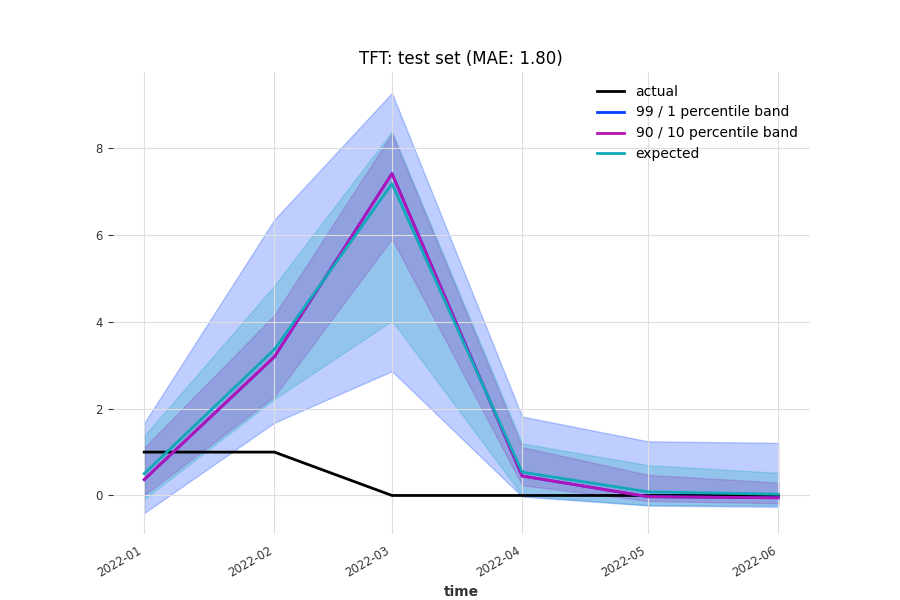 TFT: test set (MAE: 1.80)
actual
99 / 1 percentile band
90 / 10 percentile band
expected
8
6
4
2
0
2022-01
2022-02
2022-03
2022-04
2022-05
2022-06
time